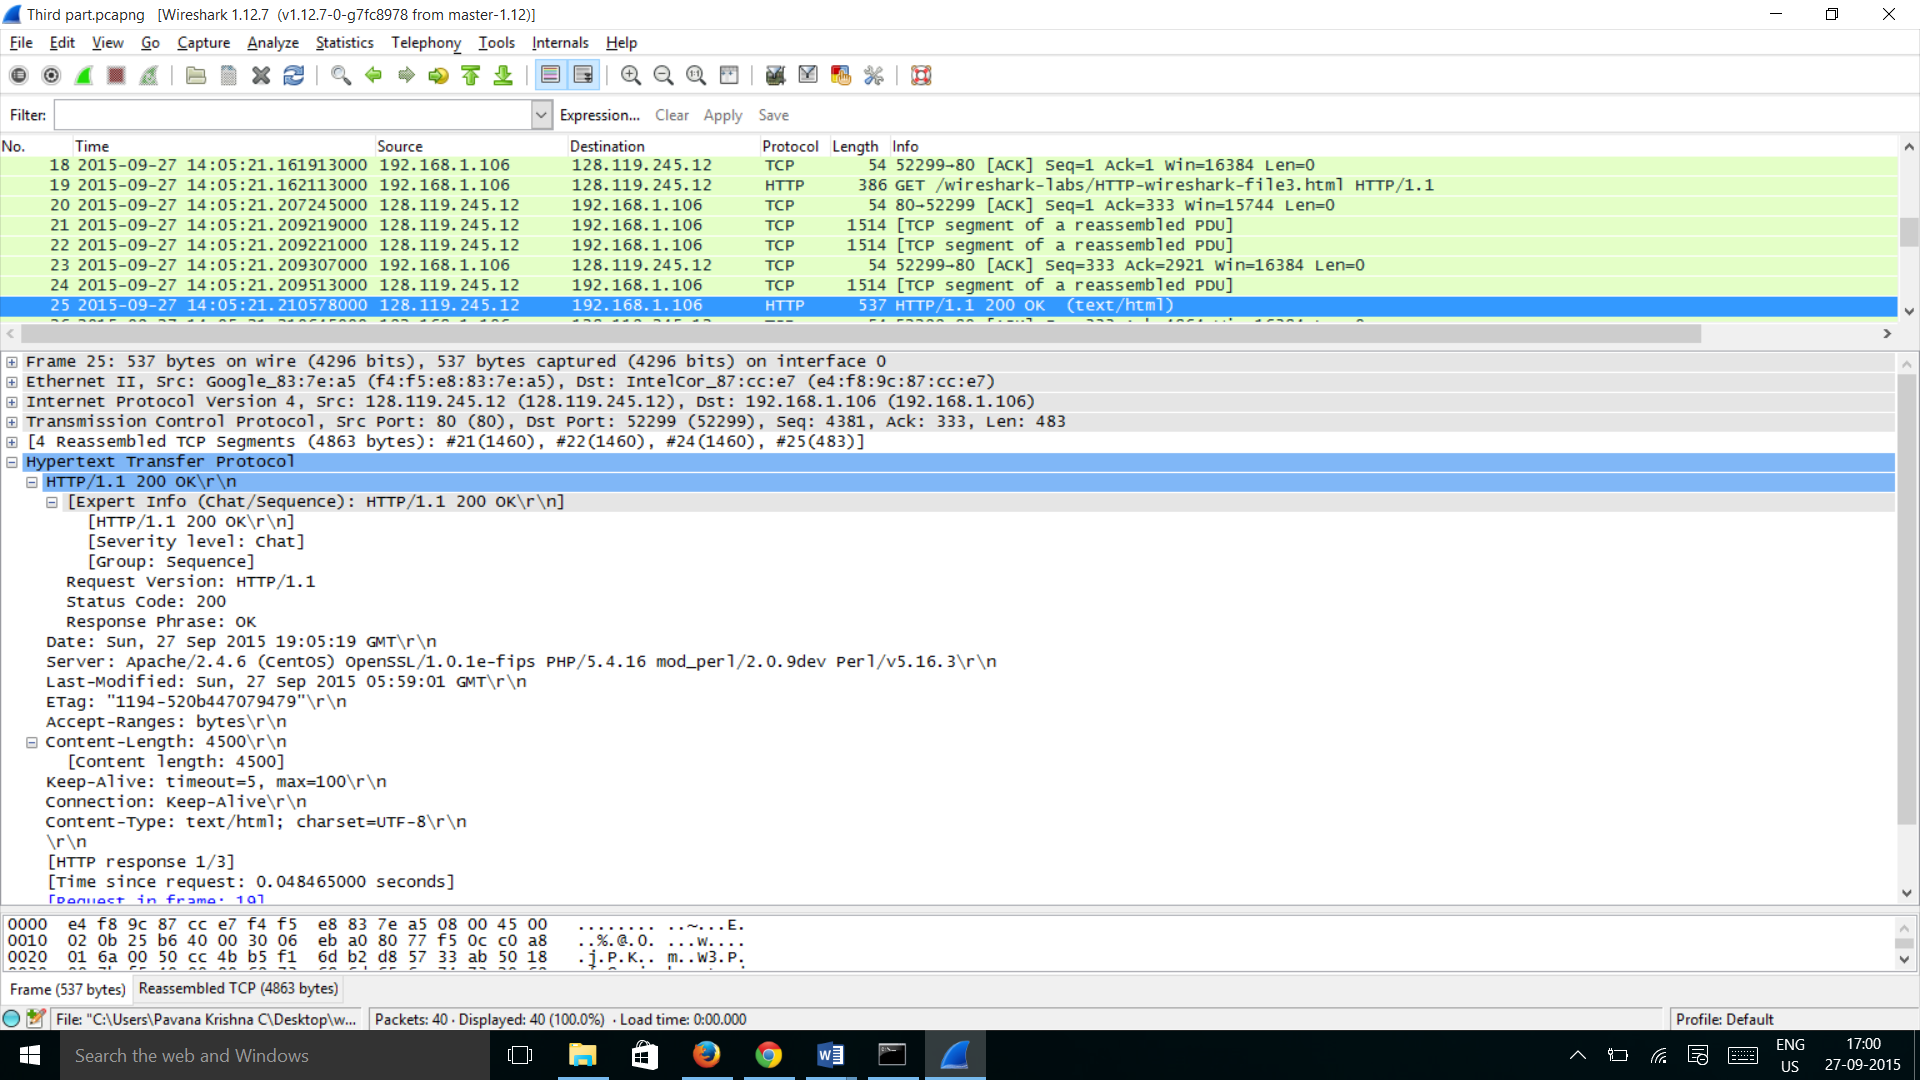 Third part.pcapng   [Wireshark 1.12.7  (v1.12.7-0-g7fc8978 from master-1.12)]
File Edit View Go Capture Analyze Statistics Telephony Tools Internals Help
Filter: Expression... Clear Apply Save
No. Time Source Destination Protocol Length Info
18 2015-09-27 14:05:21.161913000 192.168.1.106 128.119.245.12 TCP 54 52299→80 [ACK] Seq=1 Ack=1 Win=16384 Len=0
19 2015-09-27 14:05:21.162113000 192.168.1.106 128.119.245.12 HTTP 386 GET /wireshark-labs/HTTP-wireshark-file3.html HTTP/1.1
20 2015-09-27 14:05:21.207245000 128.119.245.12 192.168.1.106 TCP 54 80→52299 [ACK] Seq=1 Ack=333 Win=15744 Len=0
21 2015-09-27 14:05:21.209219000 128.119.245.12 192.168.1.106 TCP 1514 [TCP segment of a reassembled PDU]
22 2015-09-27 14:05:21.209221000 128.119.245.12 192.168.1.106 TCP 1514 [TCP segment of a reassembled PDU]
23 2015-09-27 14:05:21.209307000 192.168.1.106 128.119.245.12 TCP 54 52299→80 [ACK] Seq=333 Ack=2921 Win=16384 Len=0
24 2015-09-27 14:05:21.209513000 128.119.245.12 192.168.1.106 TCP 1514 [TCP segment of a reassembled PDU]
25 2015-09-27 14:05:21.210578000 128.119.245.12 192.168.1.106 HTTP 537 HTTP/1.1 200 OK  (text/html)
Frame 25: 537 bytes on wire (4296 bits), 537 bytes captured (4296 bits) on interface 0
Ethernet II, Src: Google_83:7e:a5 (f4:f5:e8:83:7e:a5), Dst: IntelCor_87:cc:e7 (e4:f8:9c:87:cc:e7)
Internet Protocol Version 4, Src: 128.119.245.12 (128.119.245.12), Dst: 192.168.1.106 (192.168.1.106)
Transmission Control Protocol, Src Port: 80 (80), Dst Port: 52299 (52299), Seq: 4381, Ack: 333, Len: 483
[4 Reassembled TCP Segments (4863 bytes): #21(1460), #22(1460), #24(1460), #25(483)]
Hypertext Transfer Protocol
HTTP/1.1 200 OK\r\n
[Expert Info (Chat/Sequence): HTTP/1.1 200 OK\r\n]
[HTTP/1.1 200 OK\r\n]
[Severity level: Chat]
[Group: Sequence]
Request Version: HTTP/1.1
Status Code: 200
Response Phrase: OK
Date: Sun, 27 Sep 2015 19:05:19 GMT\r\n
Server: Apache/2.4.6 (CentOS) OpenSSL/1.0.1e-fips PHP/5.4.16 mod_perl/2.0.9dev Perl/v5.16.3\r\n
Last-Modified: Sun, 27 Sep 2015 05:59:01 GMT\r\n
ETag: "1194-520b447079479"\r\n
Accept-Ranges: bytes\r\n
Content-Length: 4500\r\n
[Content length: 4500]
Keep-Alive: timeout=5, max=100\r\n
Connection: Keep-Alive\r\n
Content-Type: text/html; charset=UTF-8\r\n
\r\n
[HTTP response 1/3]
[Time since request: 0.048465000 seconds]
[Request in frame: 19]
0000 e4 f8 9c 87 cc e7 f4 f5 e8 83 7e a5 08 00 45 00 ........ ..~...E.
0010 02 0b 25 b6 40 00 30 06 eb a0 80 77 f5 0c c0 a8 ..%.@.0. ...w....
0020 01 6a 00 50 cc 4b b5 f1 6d b2 d8 57 33 ab 50 18 .j.P.K.. m..W3.P.
Frame (537 bytes) Reassembled TCP (4863 bytes)
File: "C:\Users\Pavana Krishna C\Desktop\w... Packets: 40 · Displayed: 40 (100.0%) · Load time: 0:00.000 Profile: Default
Search the web and Windows
ENG
US
17:00
27-09-2015